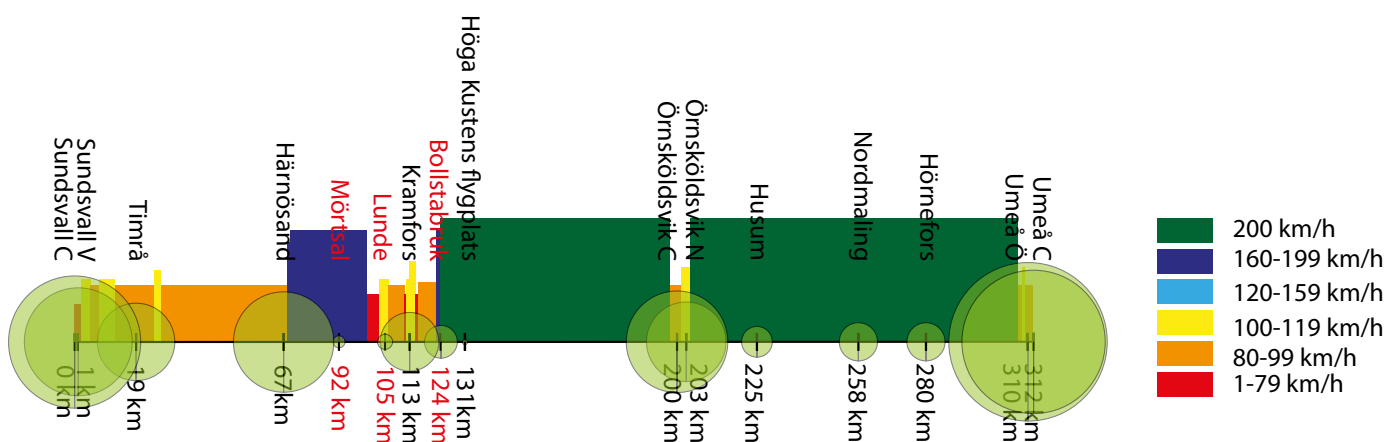 Sundsvall C
Sundsvall V
Timrå
Härnösand
Mörtsal
Lunde
Kramfors
Bollstabruk
Höga Kustens flygplats
Örnsköldsvik C
Örnsköldsvik N
Husum
Nordmaling
Hörnefors
Umeå Ö
Umeå C
0 km
1 km
19 km
67km
92 km
105 km
113 km
124 km
131km
200 km
203 km
225 km
258 km
280 km
310 km
312km
200 km/h
160-199 km/h
120-159 km/h
100-119 km/h
80-99 km/h
1-79 km/h